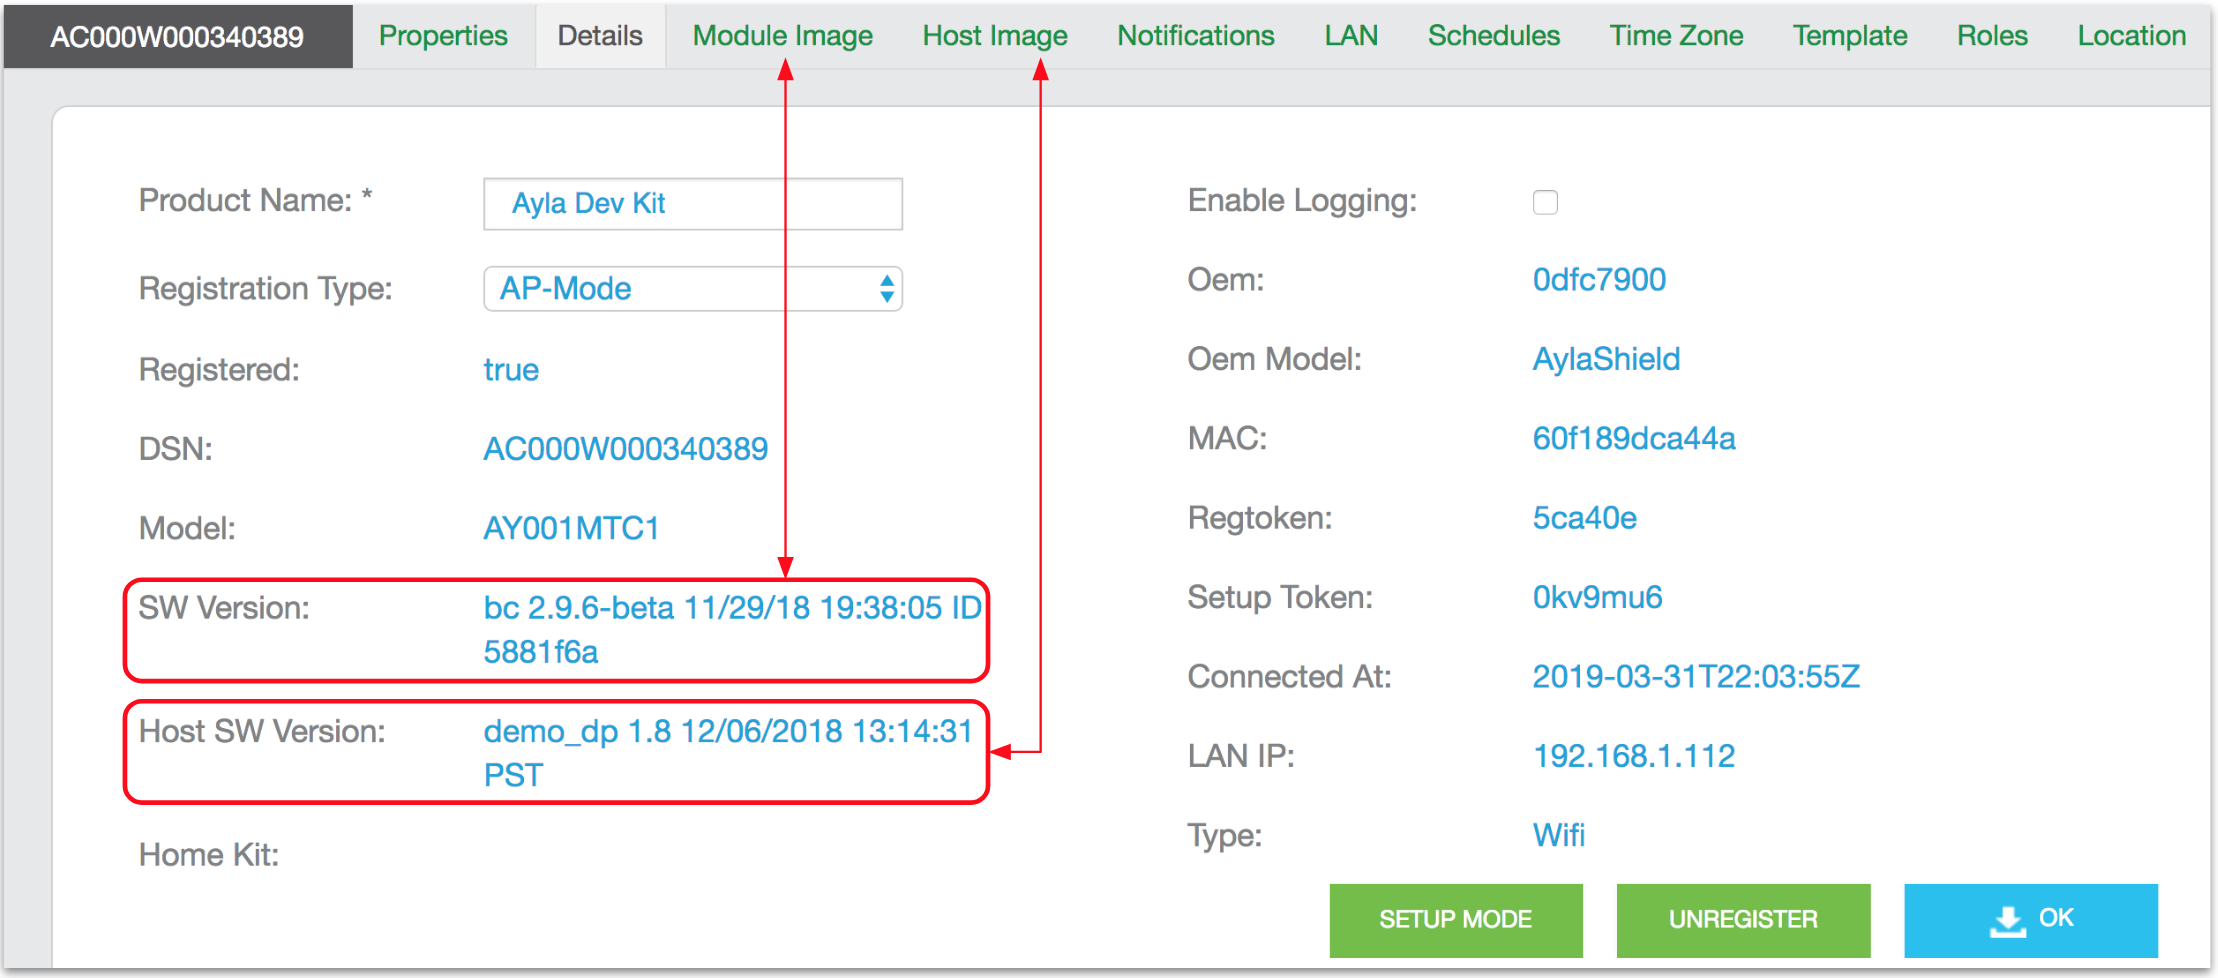 AC000W000340389 Properties Details Module Image Host Image Notifications LAN Schedules Time Zone Template Roles Location
Product Name: * Ayla Dev Kit
Registration Type: AP-Mode
Registered: true
DSN: AC000W000340389
Model: AY001MTC1
SW Version: bc 2.9.6-beta 11/29/18 19:38:05 ID
5881f6a
Host SW Version: demo_dp 1.8 12/06/2018 13:14:31
PST
Home Kit:
Enable Logging:
Oem: 0dfc7900
Oem Model: AylaShield
MAC: 60f189dca44a
Regtoken: 5ca40e
Setup Token: 0kv9mu6
Connected At: 2019-03-31T22:03:55Z
LAN IP: 192.168.1.112
Type: Wifi
SETUP MODE UNREGISTER OK